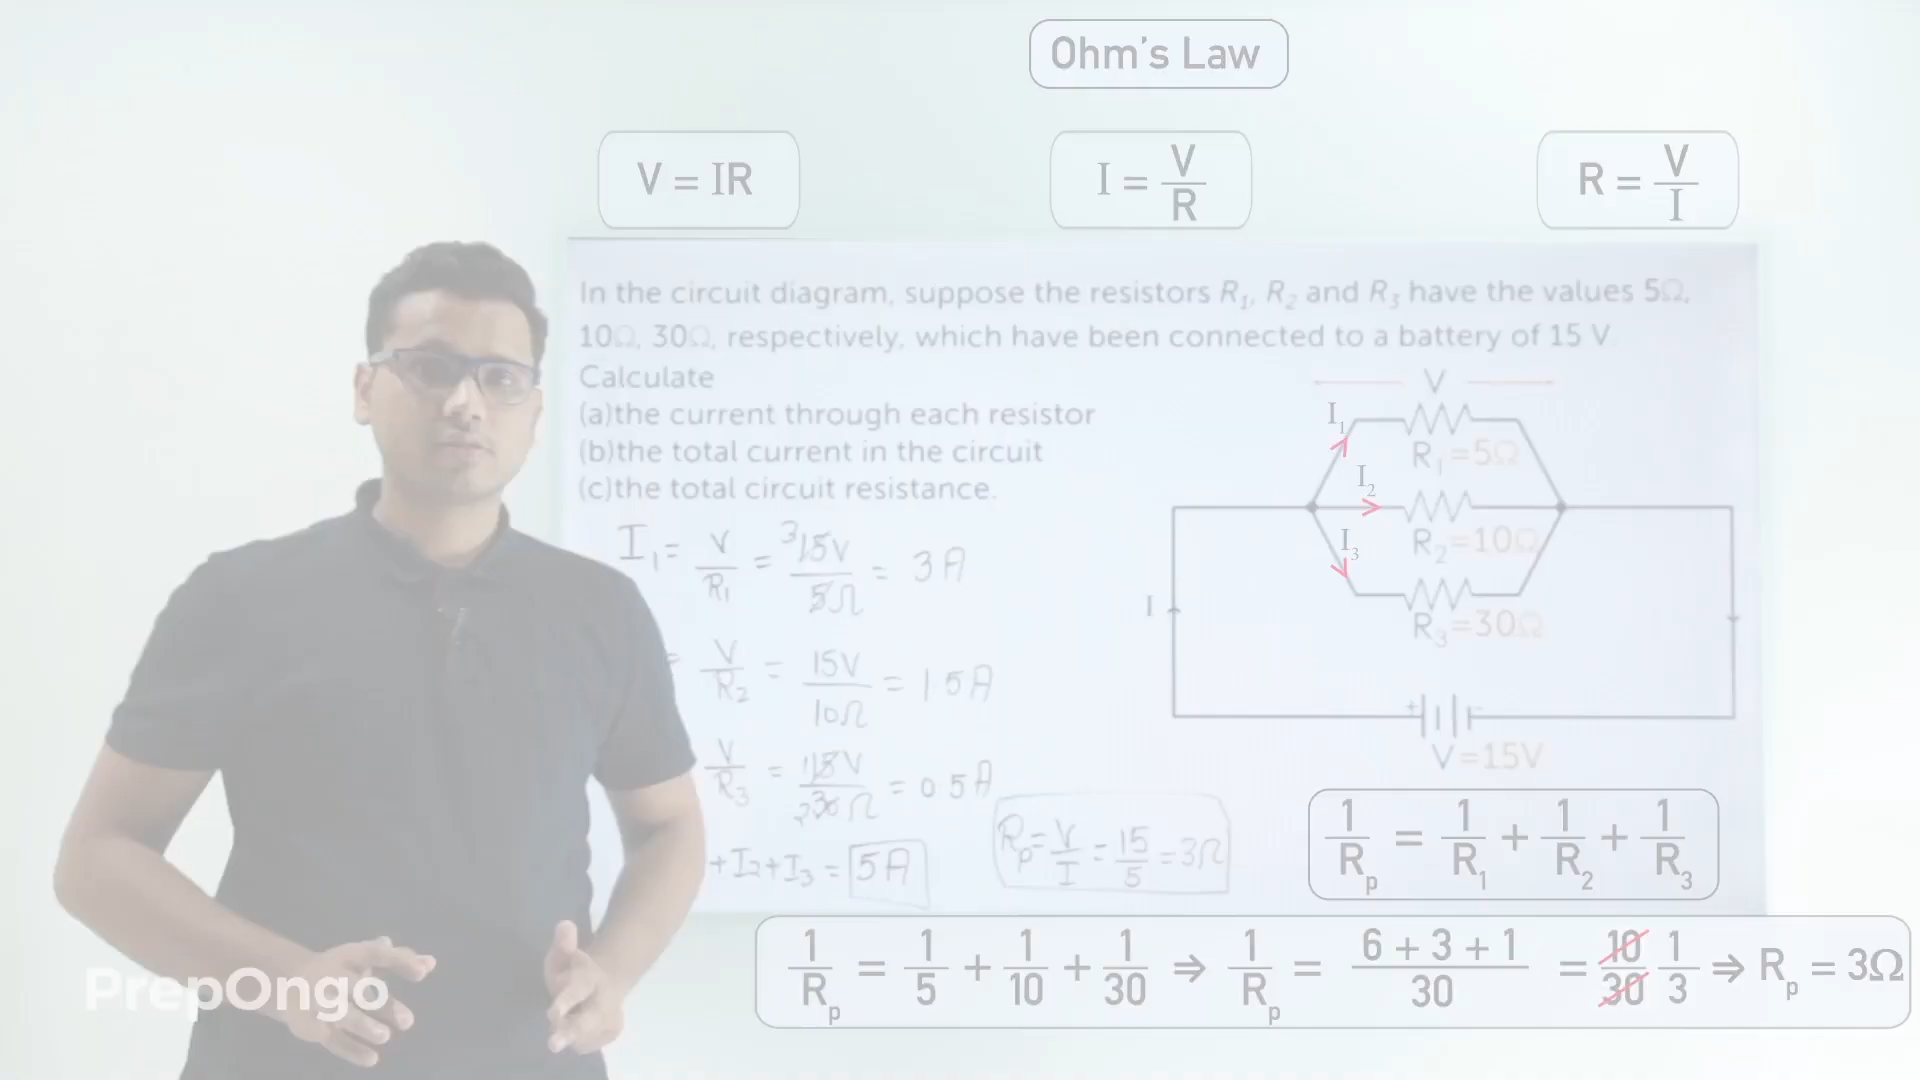 Ohm's Law
V = IR
I = V/R
R = V/I
In the circuit diagram, suppose the resistors R₁, R₂ and R₃ have the values 5Ω,
10Ω, 30Ω, respectively, which have been connected to a battery of 15 V.
Calculate
(a)the current through each resistor
(b)the total current in the circuit
(c)the total circuit resistance.
V
I₁
R₁=5Ω
I₂
R₂=10Ω
I₃
R₃=30Ω
I
+ -
V=15V
I₁ = V/R₁ = 3 15V/5Ω = 3A
= V/R₂ = 15V/10Ω = 1 5A
V/R₃ = 15V/30Ω = 0 5A
+I₂+I₃ = 5A
Rp = V/I = 15/5 = 3Ω
1/Rp = 1/R₁ + 1/R₂ + 1/R₃
1/Rp = 1/5 + 1/10 + 1/30 ⇒ 1/Rp = 6 + 3 + 1/30 = 10/30 1/3 ⇒ Rp = 3Ω
PrepOngo